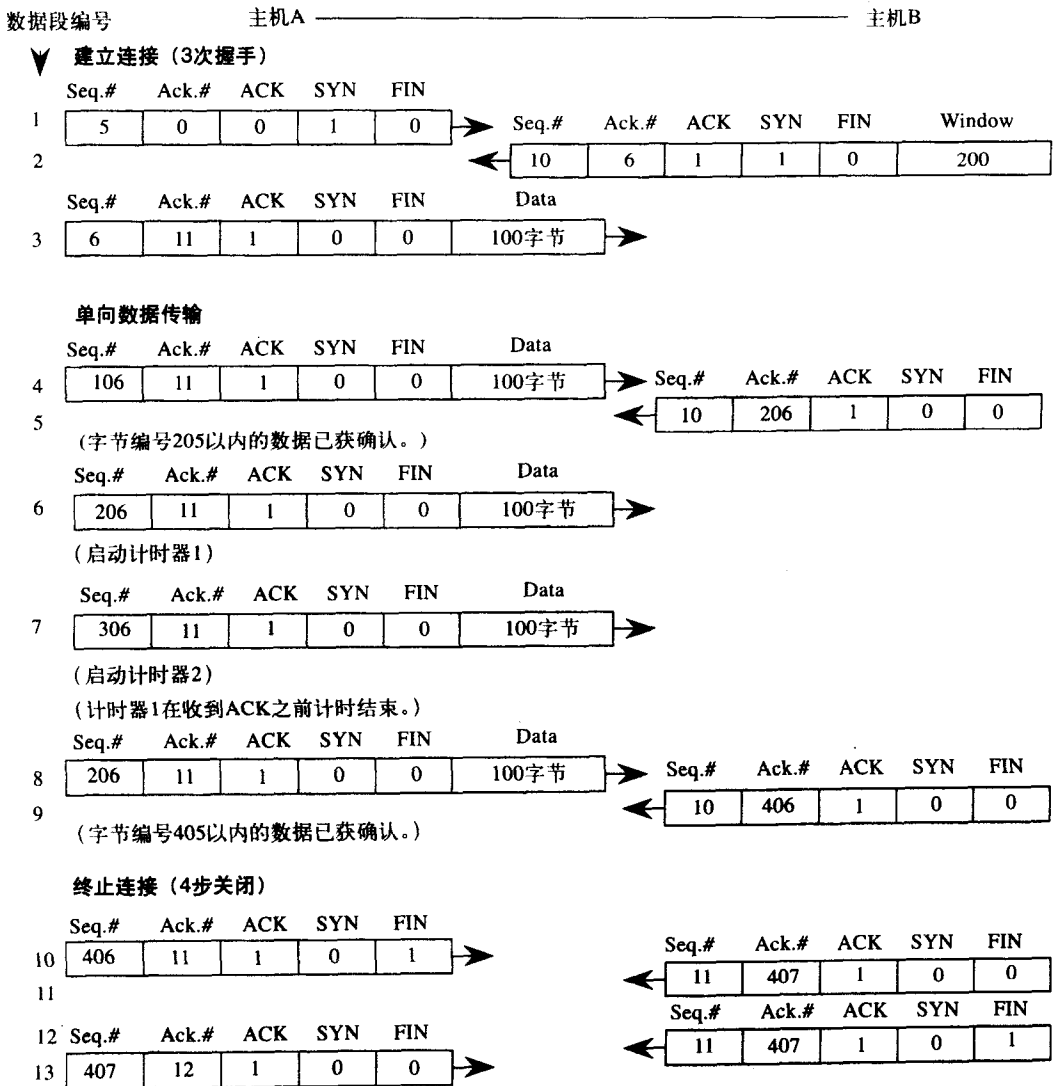 数据段编号 主机A 主机B
建立连接（3次握手）
Seq.# Ack.# ACK SYN FIN
1 5 0 0 1 0
Seq.# Ack.# ACK SYN FIN Window
2 10 6 1 1 0 200
Seq.# Ack.# ACK SYN FIN Data
3 6 11 1 0 0 100字节
单向数据传输
Seq.# Ack.# ACK SYN FIN Data
4 106 11 1 0 0 100字节
Seq.# Ack.# ACK SYN FIN
5 10 206 1 0 0
（字节编号205以内的数据已获确认。）
Seq.# Ack.# ACK SYN FIN Data
6 206 11 1 0 0 100字节
（启动计时器1）
Seq.# Ack.# ACK SYN FIN Data
7 306 11 1 0 0 100字节
（启动计时器2）
（计时器1在收到ACK之前计时结束。）
Seq.# Ack.# ACK SYN FIN Data
8 206 11 1 0 0 100字节
Seq.# Ack.# ACK SYN FIN
9 10 406 1 0 0
（字节编号405以内的数据已获确认。）
终止连接（4步关闭）
Seq.# Ack.# ACK SYN FIN
10 406 11 1 0 1
Seq.# Ack.# ACK SYN FIN
11 11 407 1 0 0
Seq.# Ack.# ACK SYN FIN
12 11 407 1 0 1
Seq.# Ack.# ACK SYN FIN
13 407 12 1 0 0